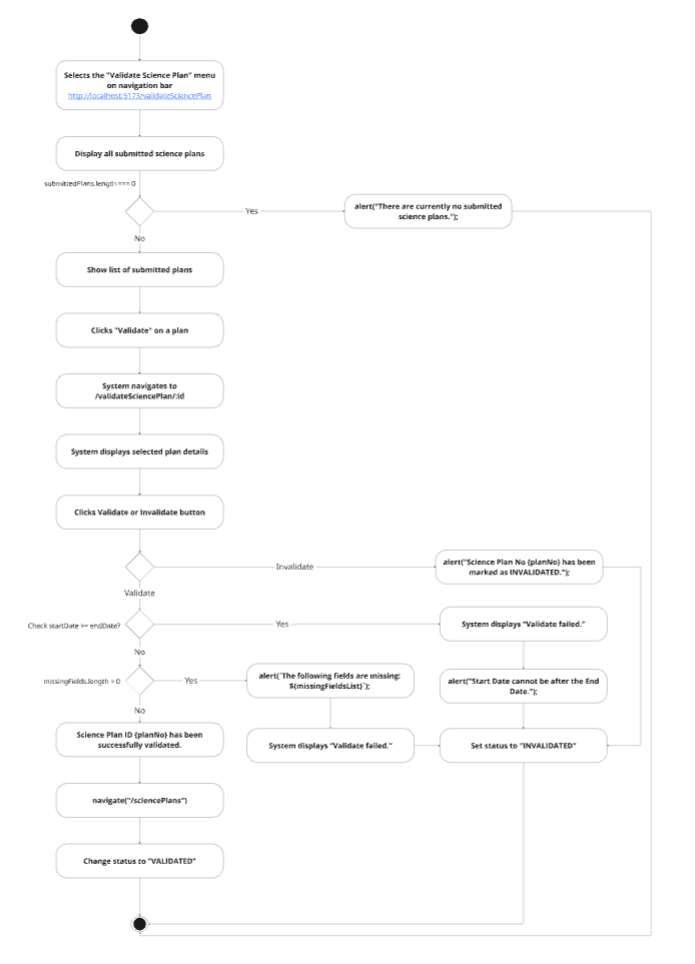 Selects the "Validate Science Plan" menu
on navigation bar
http://localhost:5173/validateSciencePlan
Display all submitted science plans
submittedPlans.length === 0
Yes
alert("There are currently no submitted
science plans.");
No
Show list of submitted plans
Clicks "Validate" on a plan
System navigates to
/validateSciencePlan/:id
System displays selected plan details
Clicks Validate or Invalidate button
Invalidate
alert("Science Plan No {planNo} has been
marked as INVALIDATED.");
Validate
Check startDate >= endDate?
Yes
System displays "Validate failed."
No
missingFields.length > 0
Yes
alert(`The following fields are missing:
${missingFieldsList}`);
alert("Start Date cannot be after the End
Date.");
No
Science Plan ID {planNo} has been
successfully validated.
System displays "Validate failed."
Set status to "INVALIDATED"
navigate("/sciencePlans")
Change status to "VALIDATED"